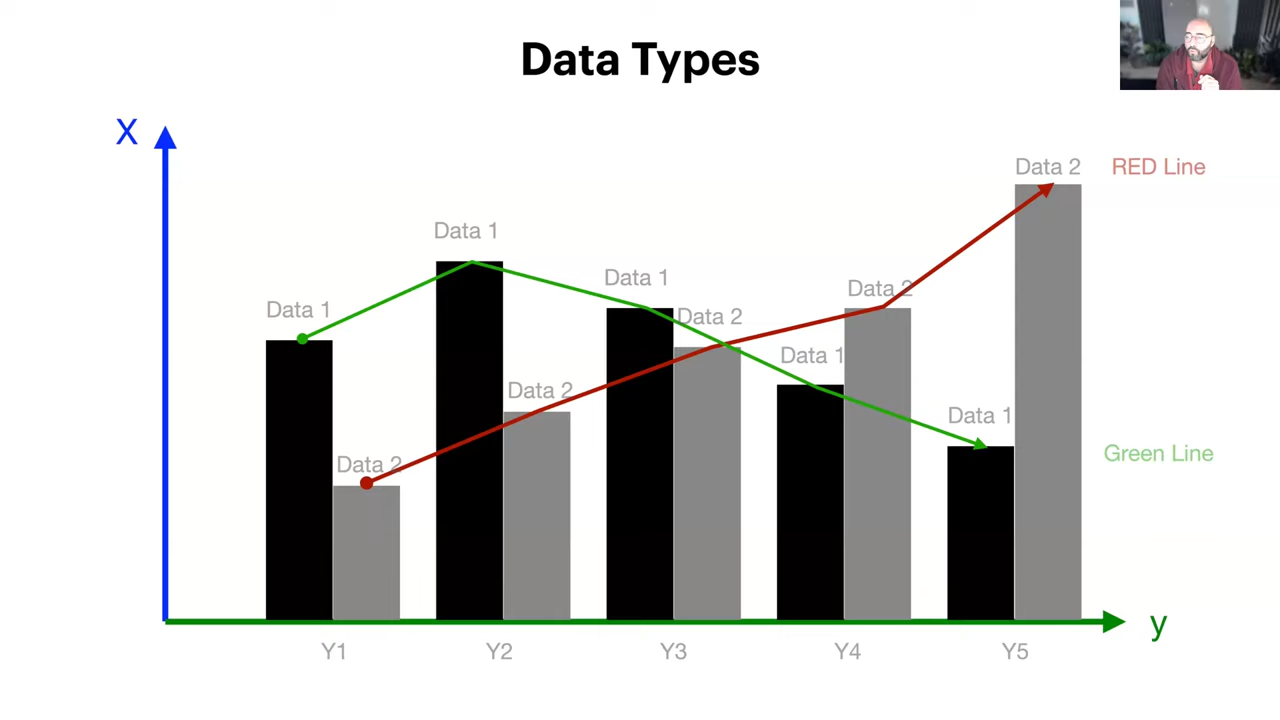 Data Types
X
Data 2
RED Line
Data 1
Data 1
Data 2
Data 1
Data 2
Data 1
Data 2
Data 1
Green Line
Data 2
y
Y1
Y2
Y3
Y4
Y5